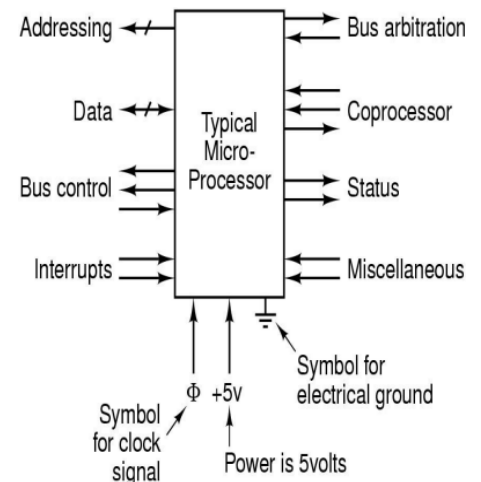 Addressing
Bus arbitration
Data
Typical
Micro-
Processor
Coprocessor
Bus control
Status
Interrupts
Miscellaneous
Φ +5v
Symbol for
electrical ground
Symbol
for clock
signal
Power is 5volts